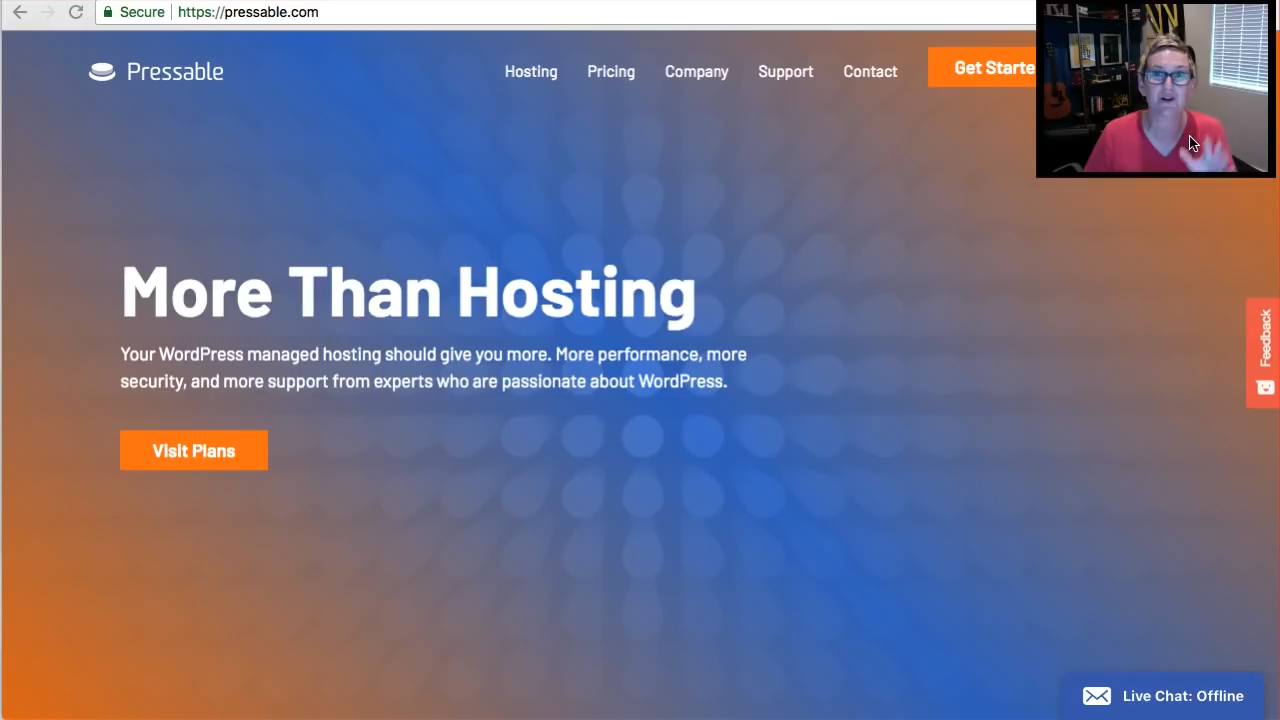 Secure
https://pressable.com
Pressable
Hosting
Pricing
Company
Support
Contact
Get Starte
More Than Hosting
Your WordPress managed hosting should give you more. More performance, more
security, and more support from experts who are passionate about WordPress.
Visit Plans
Feedback
Live Chat: Offline